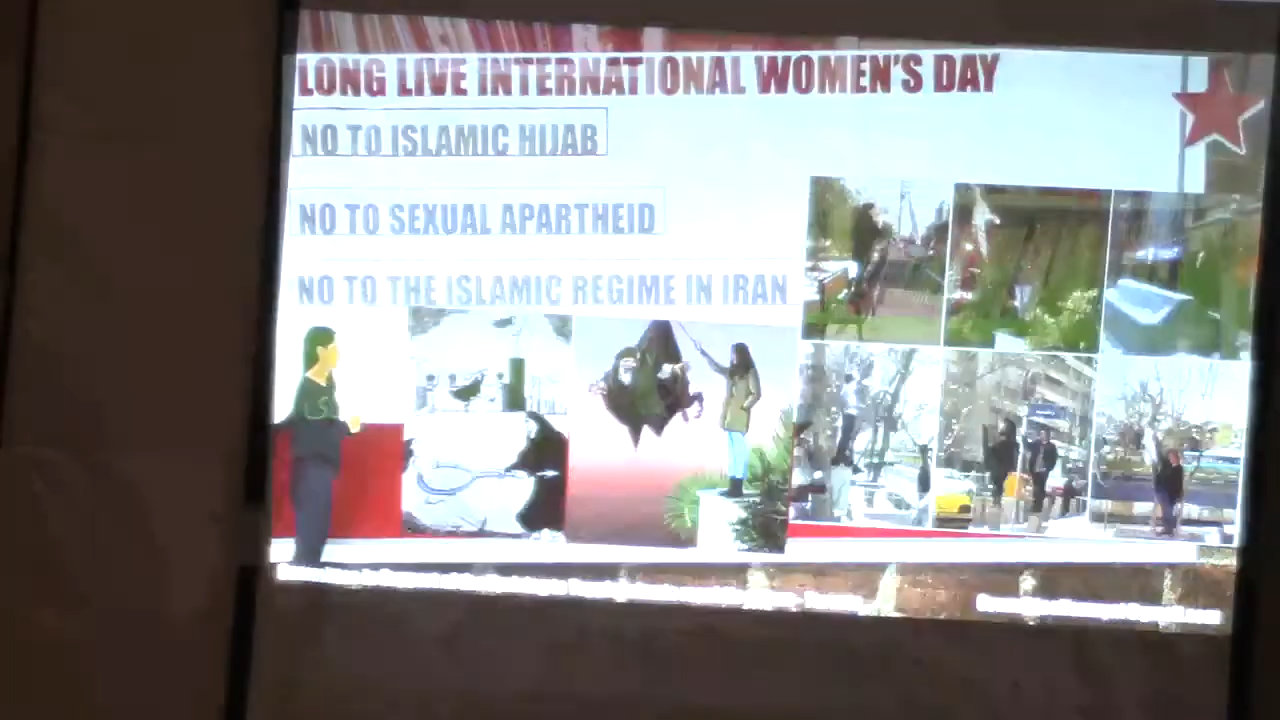 LONG LIVE INTERNATIONAL WOMEN'S DAY
NO TO ISLAMIC HIJAB
NO TO SEXUAL APARTHEID
NO TO THE ISLAMIC REGIME IN IRAN